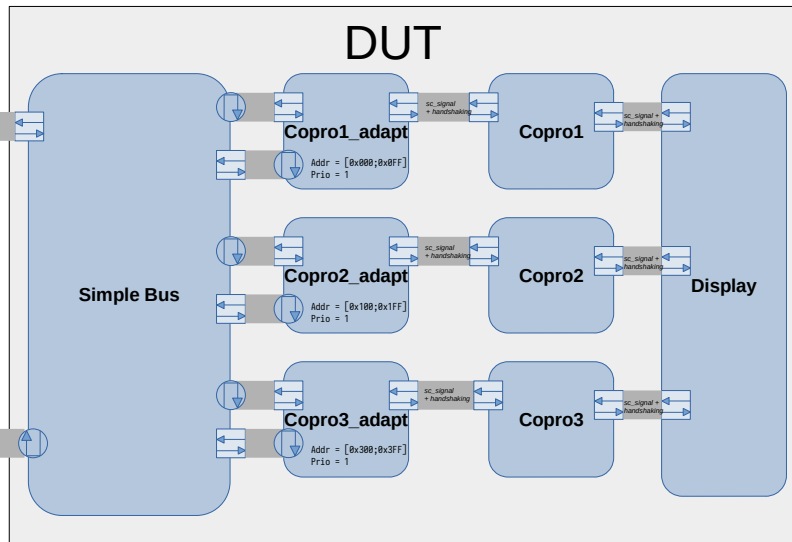 DUT
Simple Bus
Copro1_adapt
Addr = [0x000;0x0FF]
Prio = 1
sc_signal
+ handshaking
Copro1
sc_signal +
handshaking
Copro2_adapt
Addr = [0x100;0x1FF]
Prio = 1
sc_signal
+ handshaking
Copro2
sc_signal +
handshaking
Copro3_adapt
Addr = [0x300;0x3FF]
Prio = 1
sc_signal
+ handshaking
Copro3
sc_signal +
handshaking
Display